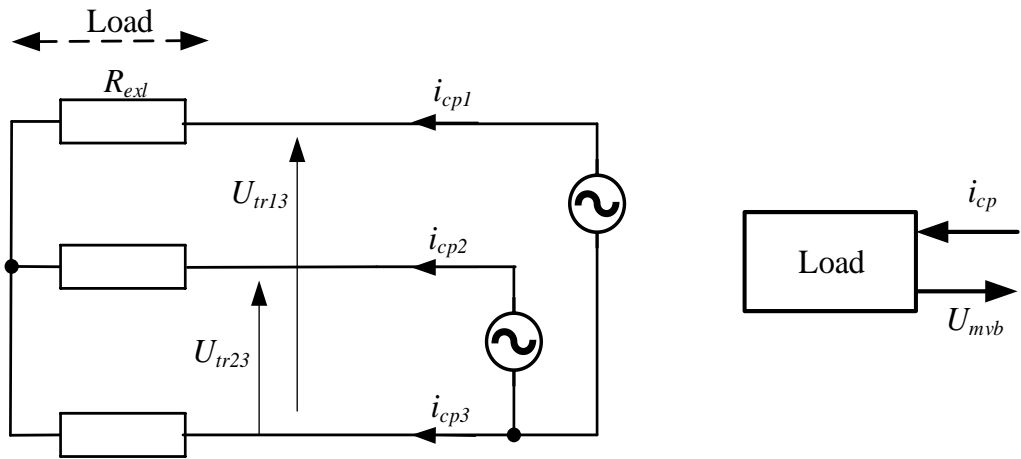 Load
R_exl
i_cp1
U_tr13
i_cp2
U_tr23
i_cp3
i_cp
Load
U_mvb